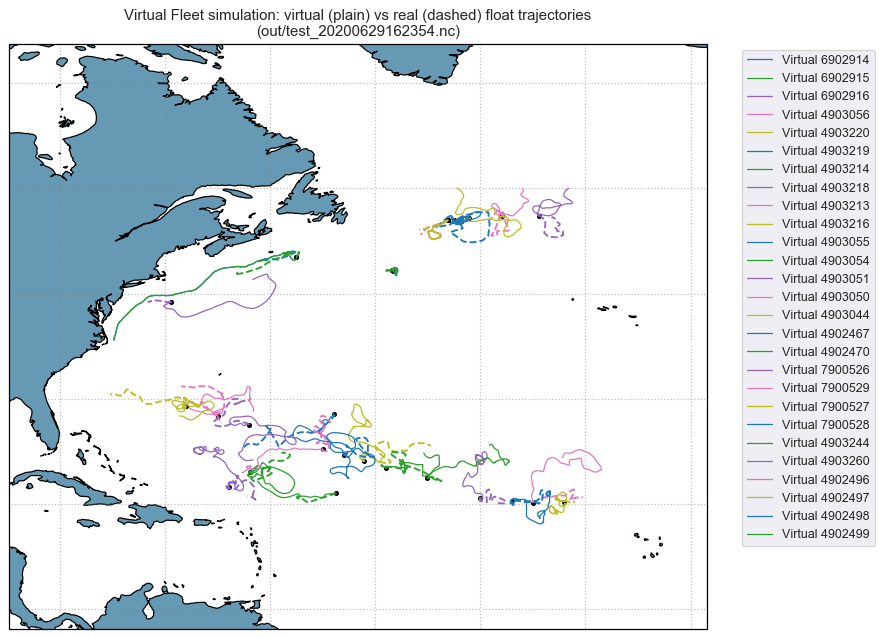 Virtual Fleet simulation: virtual (plain) vs real (dashed) float trajectories
(out/test_20200629162354.nc)
Virtual 6902914
Virtual 6902915
Virtual 6902916
Virtual 4903056
Virtual 4903220
Virtual 4903219
Virtual 4903214
Virtual 4903218
Virtual 4903213
Virtual 4903216
Virtual 4903055
Virtual 4903054
Virtual 4903051
Virtual 4903050
Virtual 4903044
Virtual 4902467
Virtual 4902470
Virtual 7900526
Virtual 7900529
Virtual 7900527
Virtual 7900528
Virtual 4903244
Virtual 4903260
Virtual 4902496
Virtual 4902497
Virtual 4902498
Virtual 4902499